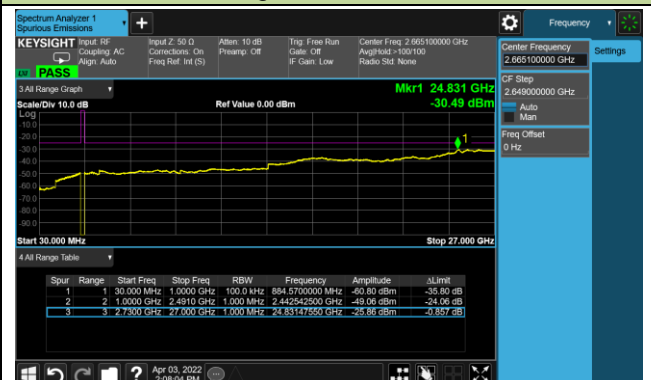 Spectrum Analyzer 1
Spurious Emissions
Frequency
KEYSIGHT
Input: RF
Coupling: AC
Align: Auto
Input Z: 50 Ω
Corrections: On
Freq Ref: Int (S)
Atten: 10 dB
Preamp: Off
Trig: Free Run
Gate: Off
IF Gain: Low
Center Freq: 2.665100000 GHz
Avg|Hold:>100/100
Radio Std: None
LXI
PASS
Center Frequency
2.665100000 GHz
Settings
CF Step
2.649000000 GHz
Auto
Man
Freq Offset
0 Hz
3 All Range Graph
Scale/Div 10.0 dB
Ref Value 0.00 dBm
Mkr1 24.831 GHz
-30.49 dBm
Log
-10.0
-20.0
-30.0
-40.0
-50.0
-60.0
-70.0
-80.0
-90.0
1
Start 30.000 MHz
Stop 27.000 GHz
4 All Range Table
Spur Range Start Freq Stop Freq RBW Frequency Amplitude ΔLimit
1 1 30.000 MHz 1.0000 GHz 100.0 kHz 884.5700000 MHz -60.80 dBm -35.80 dB
2 2 1.0000 GHz 2.4910 GHz 1.000 MHz 2.442542500 GHz -49.06 dBm -24.06 dB
3 3 2.7300 GHz 27.000 GHz 1.000 MHz 24.83147550 GHz -25.86 dBm -0.857 dB
Apr 03, 2022
2:08:04 PM